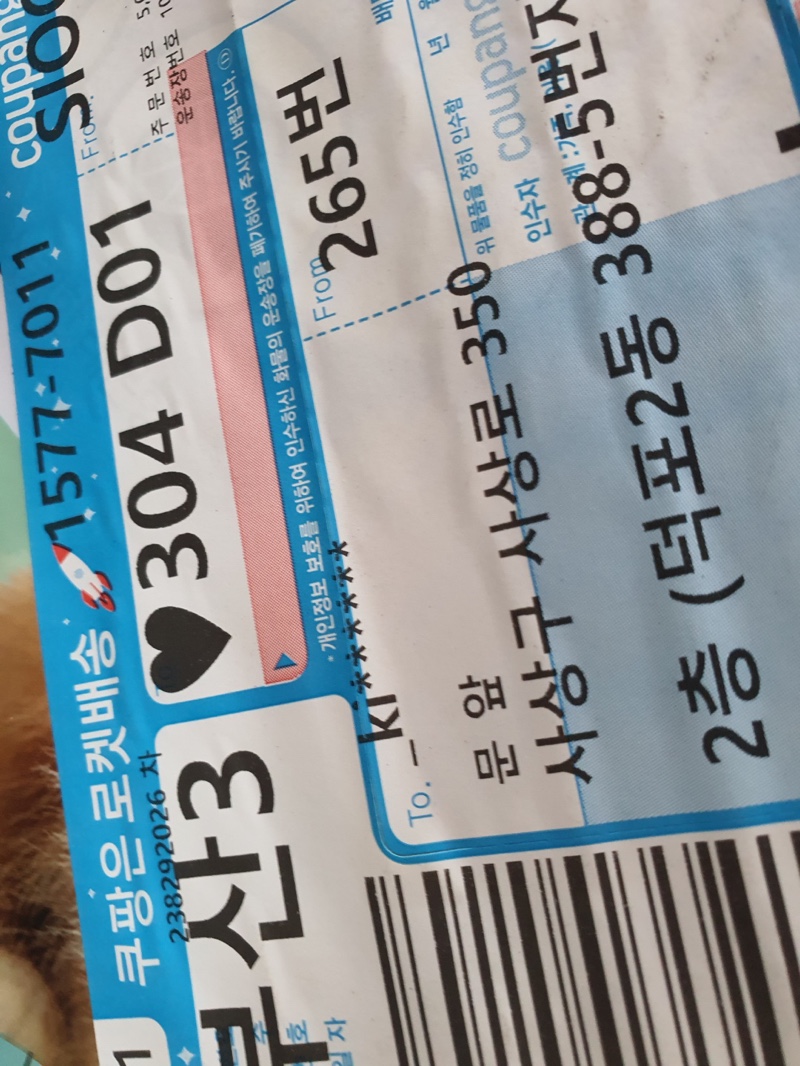 쿠팡은 로켓배송 1577-7011 coupang
238292026 차
산3
♥304 D01
From.
주문번호
운송장번호
* 개인정보 보호를 위하여 인수하신 화물의 운송장을 폐기하여 주시기 바랍니다.
To. _ ki*******
From
265번
문 앞
사상구 사상로 350
2층 (덕포2동 388-5번지
위 물품을 정히 인수함 년
인수자 coupang
일자